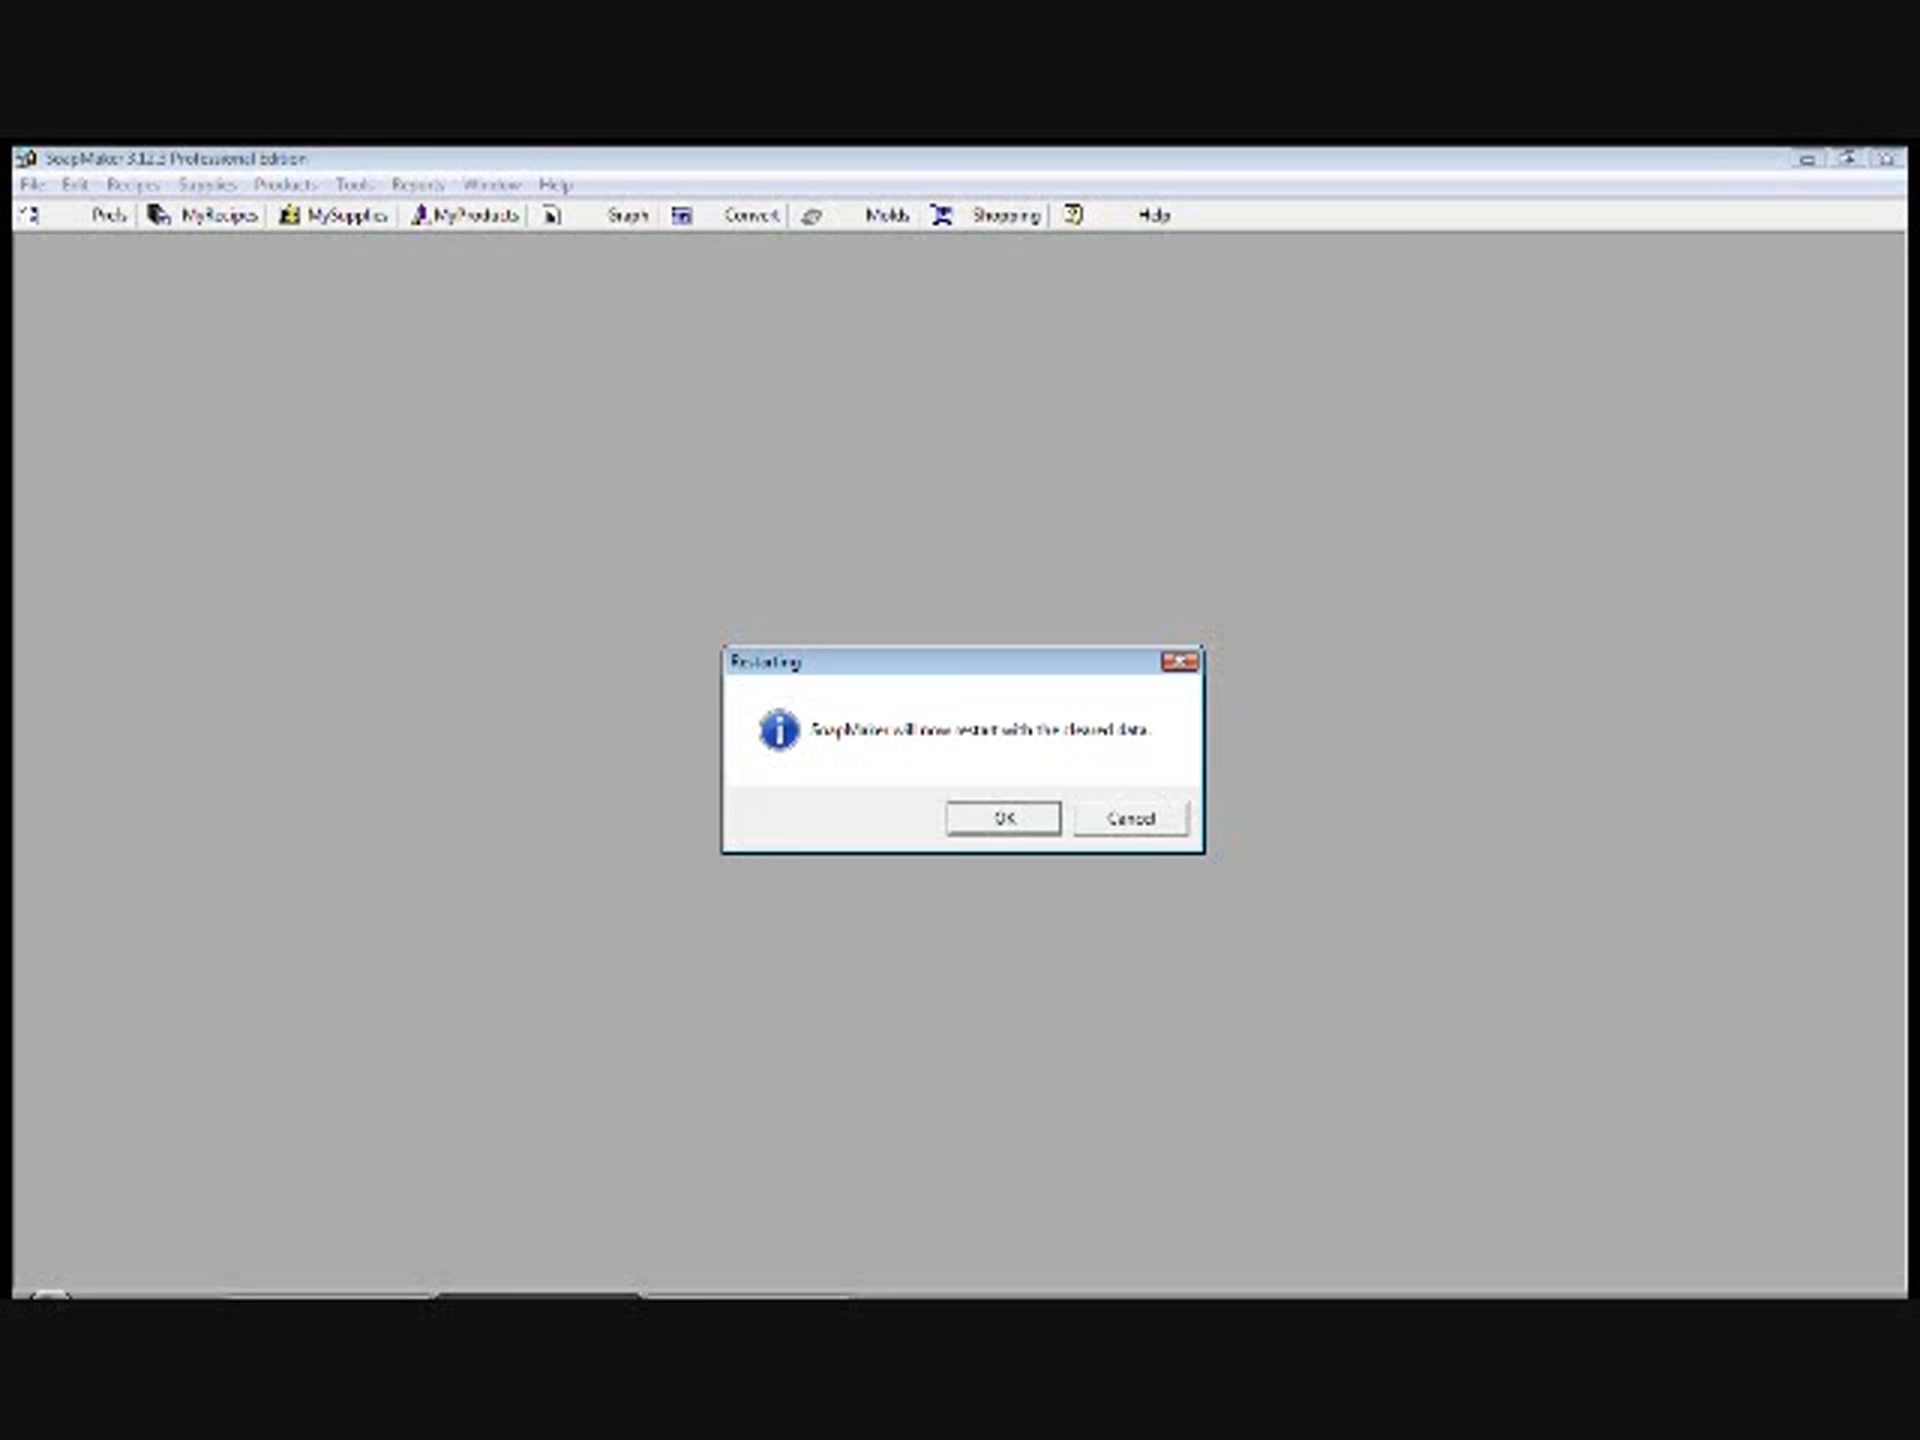 SoapMaker 3.12.3 Professional Edition
File Edit Recipes Supplies Products Tools Reports Window Help
Prefs MyRecipes MySupplies MyProducts Graph Convert Molds Shopping Help
Restarting
SoapMaker will now restart with the cleared data.
OK Cancel